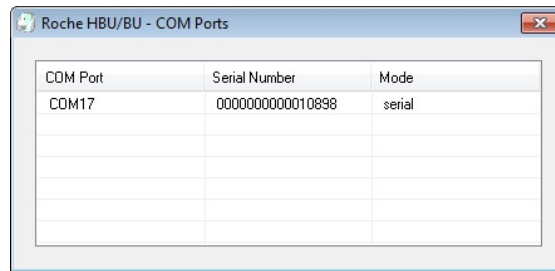 Roche HBU/BU - COM Ports
COM Port Serial Number Mode
COM17 0000000000010898 serial